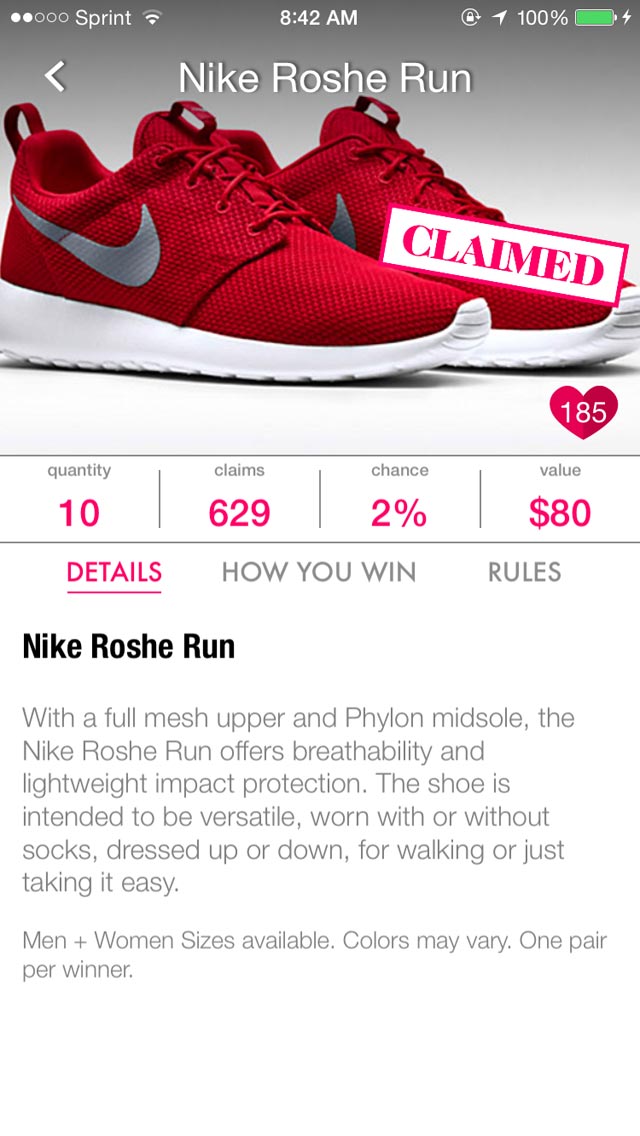 Sprint 8:42 AM 100%
Nike Roshe Run
CLAIMED
185
quantity claims chance value
10 629 2% $80
DETAILS HOW YOU WIN RULES
Nike Roshe Run
With a full mesh upper and Phylon midsole, the
Nike Roshe Run offers breathability and
lightweight impact protection. The shoe is
intended to be versatile, worn with or without
socks, dressed up or down, for walking or just
taking it easy.
Men + Women Sizes available. Colors may vary. One pair
per winner.